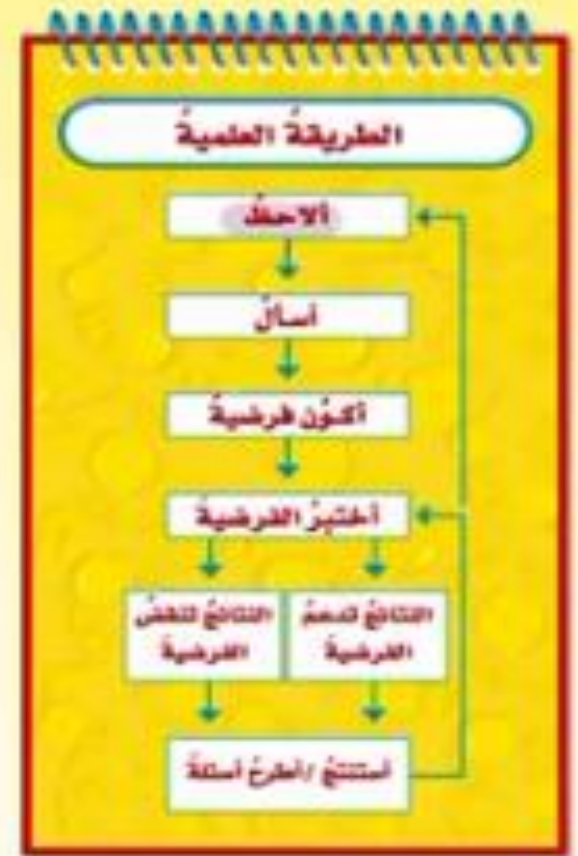 الطريقةُ العلميةُ
ألاحظُ
أسألُ
أكوّن فرضيةً
أختبرُ الفرضيةَ
النتائجُ تدعمُ
الفرضيةَ
النتائجُ تنقضُ
الفرضيةَ
أستنتجُ / أطرحُ أسئلةً